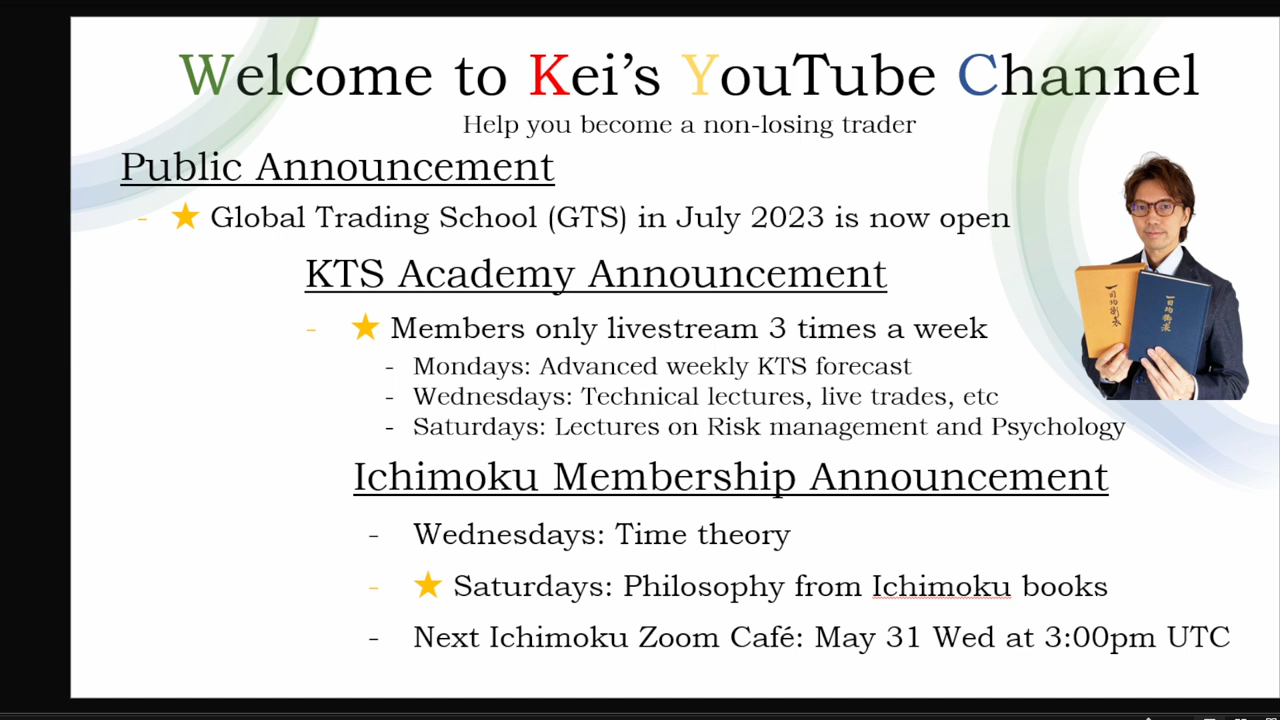 Welcome to Kei's YouTube Channel
Help you become a non-losing trader
Public Announcement
- ★ Global Trading School (GTS) in July 2023 is now open
KTS Academy Announcement
- ★ Members only livestream 3 times a week
- Mondays: Advanced weekly KTS forecast
- Wednesdays: Technical lectures, live trades, etc
- Saturdays: Lectures on Risk management and Psychology
Ichimoku Membership Announcement
- Wednesdays: Time theory
- ★ Saturdays: Philosophy from Ichimoku books
- Next Ichimoku Zoom Café: May 31 Wed at 3:00pm UTC